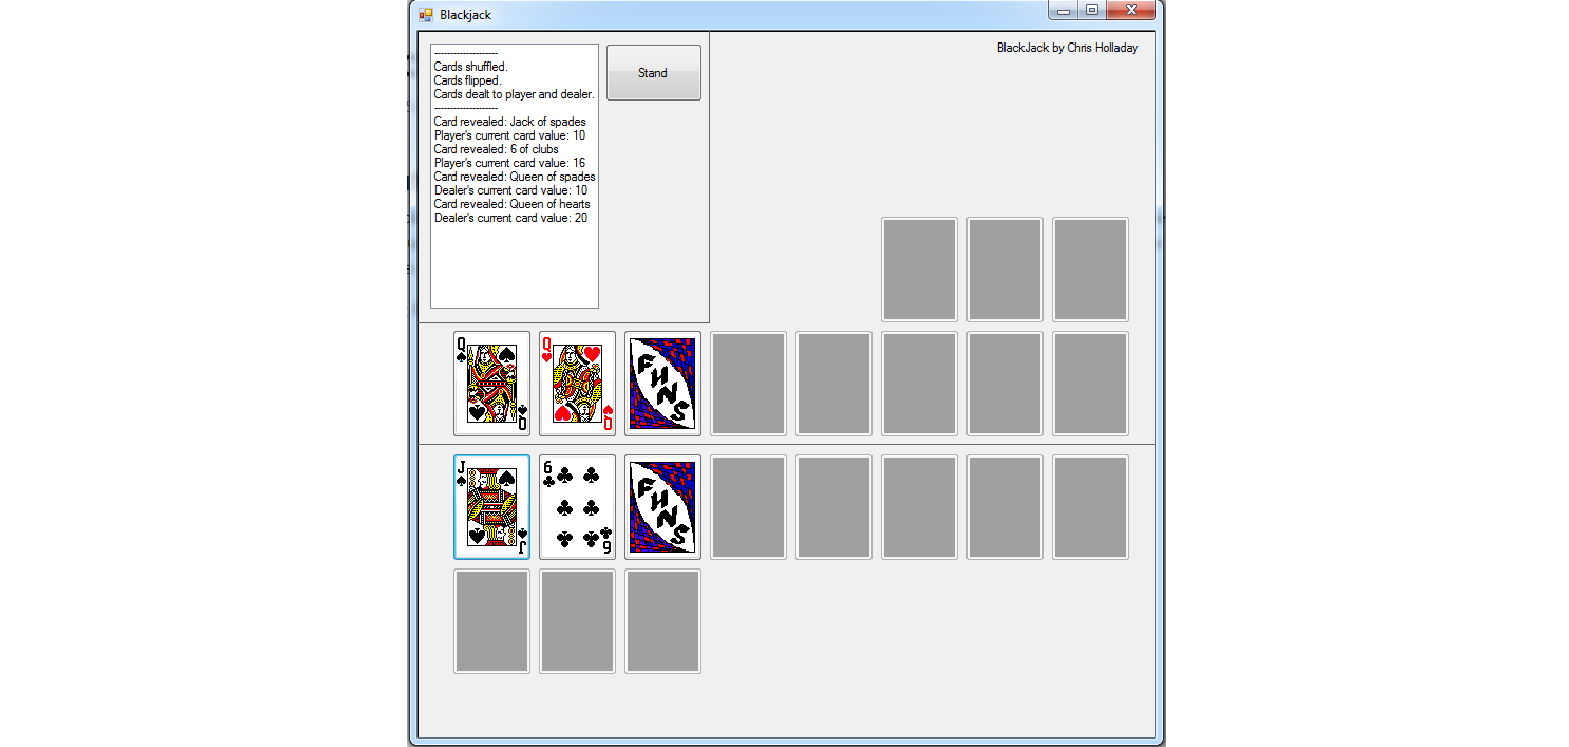 Blackjack
BlackJack by Chris Holladay
--------------------
Cards shuffled.
Cards flipped.
Cards dealt to player and dealer.
--------------------
Card revealed: Jack of spades
Player's current card value: 10
Card revealed: 6 of clubs
Player's current card value: 16
Card revealed: Queen of spades
Dealer's current card value: 10
Card revealed: Queen of hearts
Dealer's current card value: 20
Stand
Q
Q
Q
Q
FHNS
J
J
6
6
FHNS